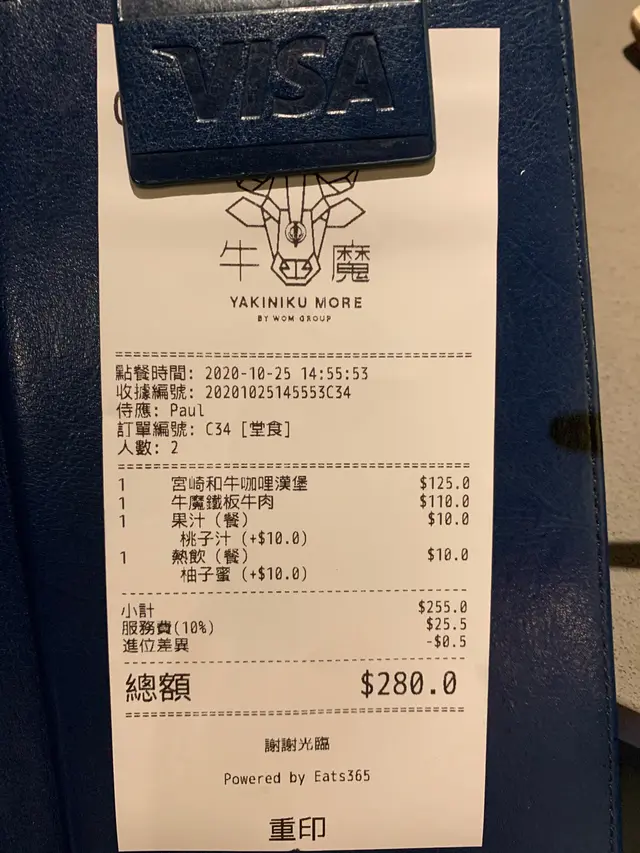 VISA
牛魔
YAKINIKU MORE
BY WOM GROUP
點餐時間: 2020-10-25 14:55:53
收據編號: 20201025145553C34
侍應: Paul
訂單編號: C34 [堂食]
人數: 2
1 宮崎和牛咖哩漢堡 $125.0
1 牛魔鐵板牛肉 $110.0
1 果汁 (餐) $10.0
桃子汁 (+$10.0)
1 熱飲 (餐) $10.0
柚子蜜 (+$10.0)
小計 $255.0
服務費(10%) $25.5
進位差異 -$0.5
總額 $280.0
謝謝光臨
Powered by Eats365
重印